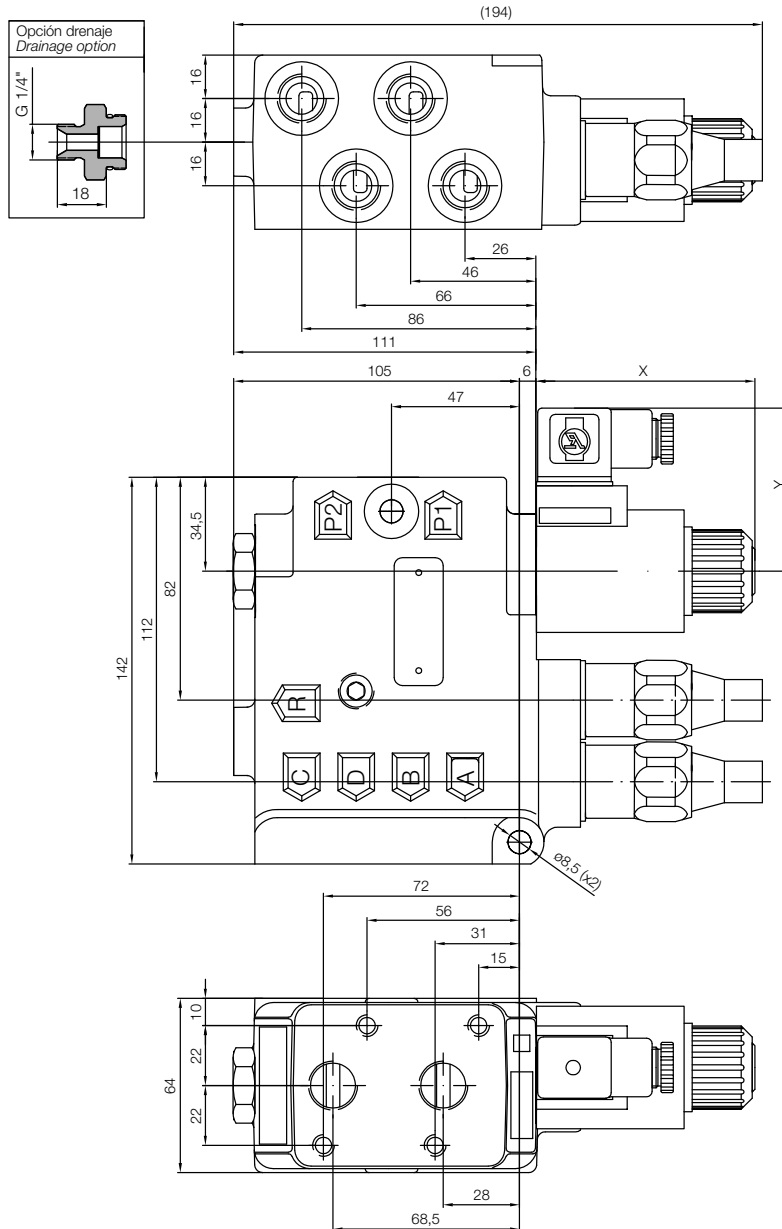 Opción drenaje
Drainage option
G 1/4"
18
(194)
16
16
16
26
46
66
86
111
105
6
X
47
Y
34,5
82
112
142
P2
P1
R
C
D
B
A
ø8,5 (x2)
72
56
31
15
10
22
22
64
28
68,5